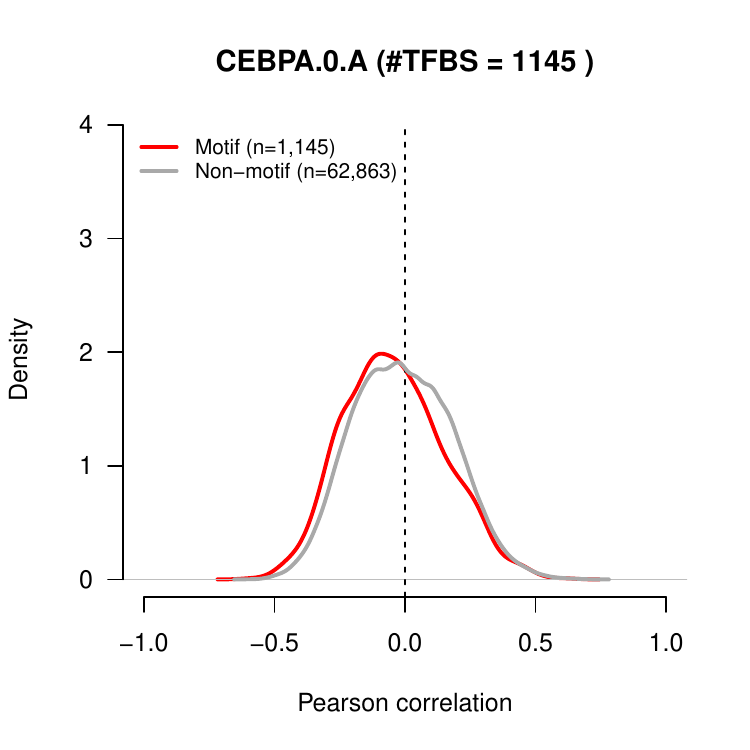 CEBPA.0.A (#TFBS = 1145 )
4
3
2
1
0
Density
Motif (n=1,145)
Non−motif (n=62,863)
−1.0 −0.5 0.0 0.5 1.0
Pearson correlation